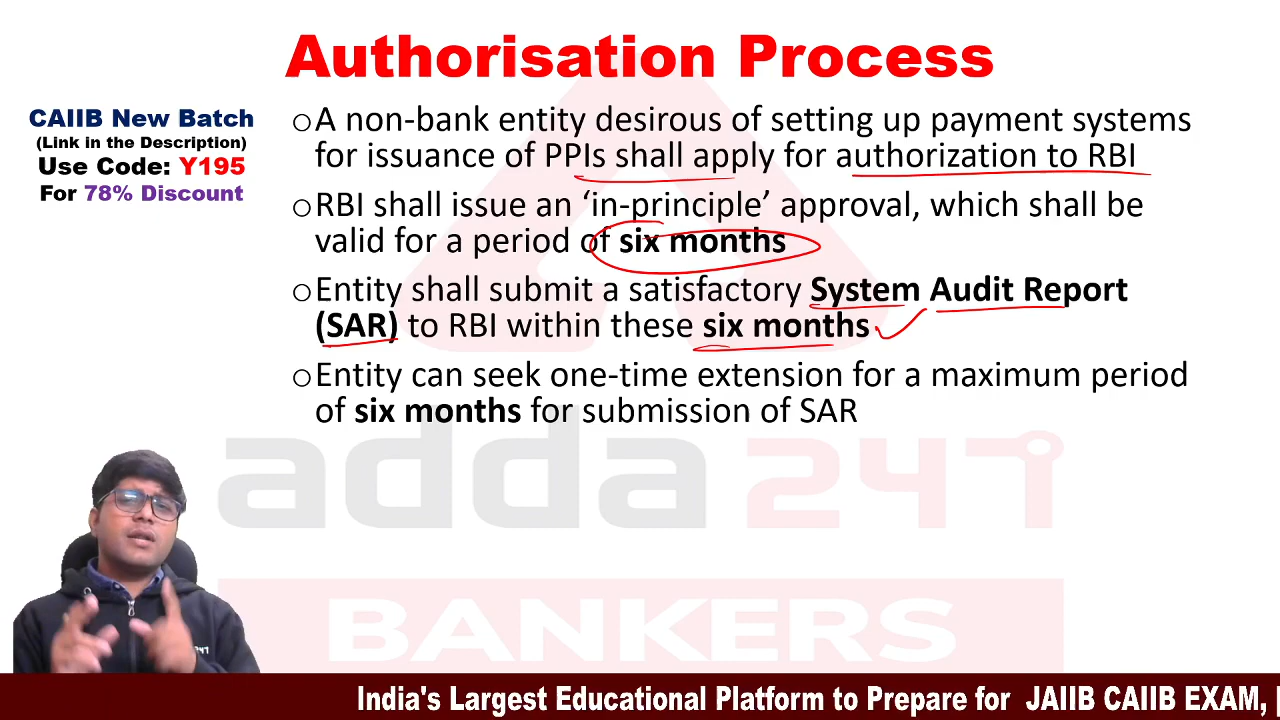 Authorisation Process
CAIIB New Batch
(Link in the Description)
Use Code: Y195
For 78% Discount
○A non-bank entity desirous of setting up payment systems
for issuance of PPIs shall apply for authorization to RBI
○RBI shall issue an ‘in-principle’ approval, which shall be
valid for a period of six months
○Entity shall submit a satisfactory System Audit Report
(SAR) to RBI within these six months
○Entity can seek one-time extension for a maximum period
of six months for submission of SAR
adda247
BANKERS
247
India's Largest Educational Platform to Prepare for JAIIB CAIIB EXAM, |